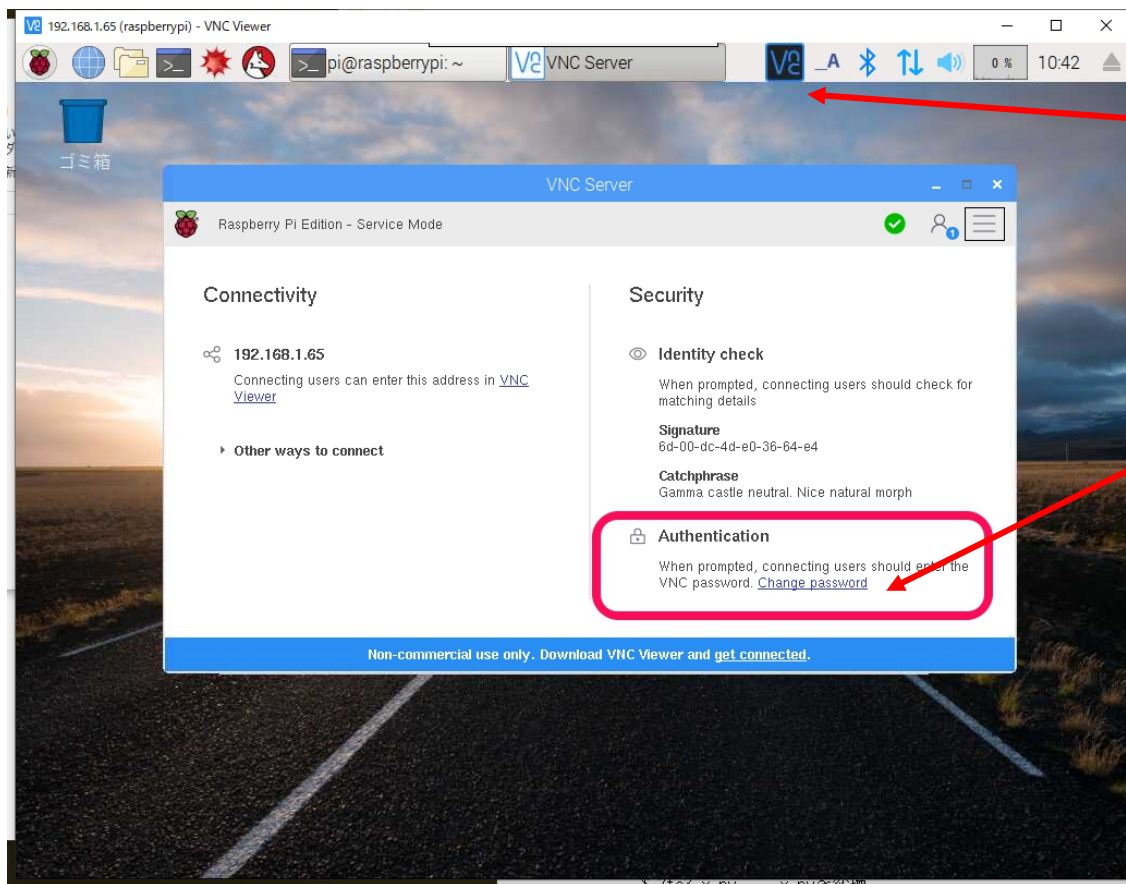 192.168.1.65 (raspberrypi) - VNC Viewer
pi@raspberrypi: ~
VNC Server
_A
0 %
10:42
ゴミ箱
VNC Server
Raspberry Pi Edition - Service Mode
1
Connectivity
192.168.1.65
Connecting users can enter this address in VNC
Viewer
Other ways to connect
Security
Identity check
When prompted, connecting users should check for
matching details
Signature
6d-00-dc-4d-e0-36-64-e4
Catchphrase
Gamma castle neutral. Nice natural morph
Authentication
When prompted, connecting users should enter the
VNC password. Change password
Non-commercial use only. Download VNC Viewer and get connected.